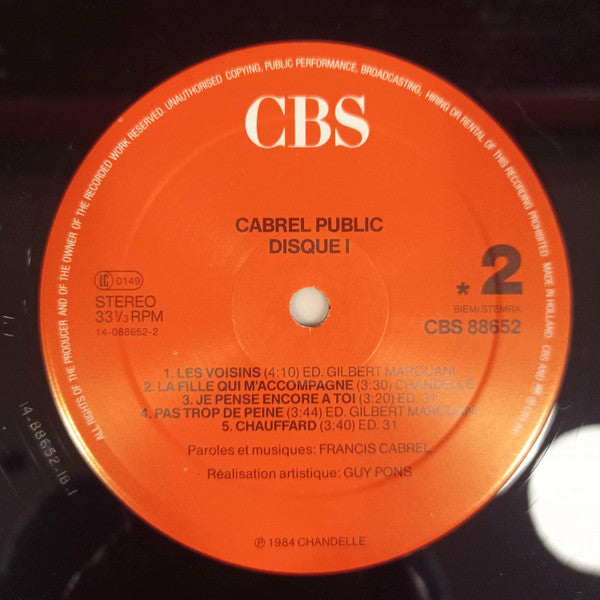 ALL RIGHTS OF THE PRODUCER AND OF THE OWNER OF THE RECORDED WORK RESERVED. UNAUTHORISED COPYING, PUBLIC PERFORMANCE, BROADCASTING, HIRING OR RENTAL OF THIS RECORDING PROHIBITED. MADE IN HOLLAND. CBS AND
CBS
CABREL PUBLIC
DISQUE I
LC 0149
STEREO
33⅓ RPM
14-088652-2
* 2
BIEM/STEMRA
CBS 88652
1. LES VOISINS (4:10) ED. GILBERT MAROUANI
2. LA FILLE QUI M'ACCOMPAGNE (3:30) CHANDELLE
3. JE PENSE ENCORE A TOI (3:20) ED. 31
4. PAS TROP DE PEINE (3:44) ED. GILBERT MAROUANI
5. CHAUFFARD (3:40) ED. 31
Paroles et musiques: FRANCIS CABREL
Réalisation artistique: GUY PONS
℗ 1984 CHANDELLE